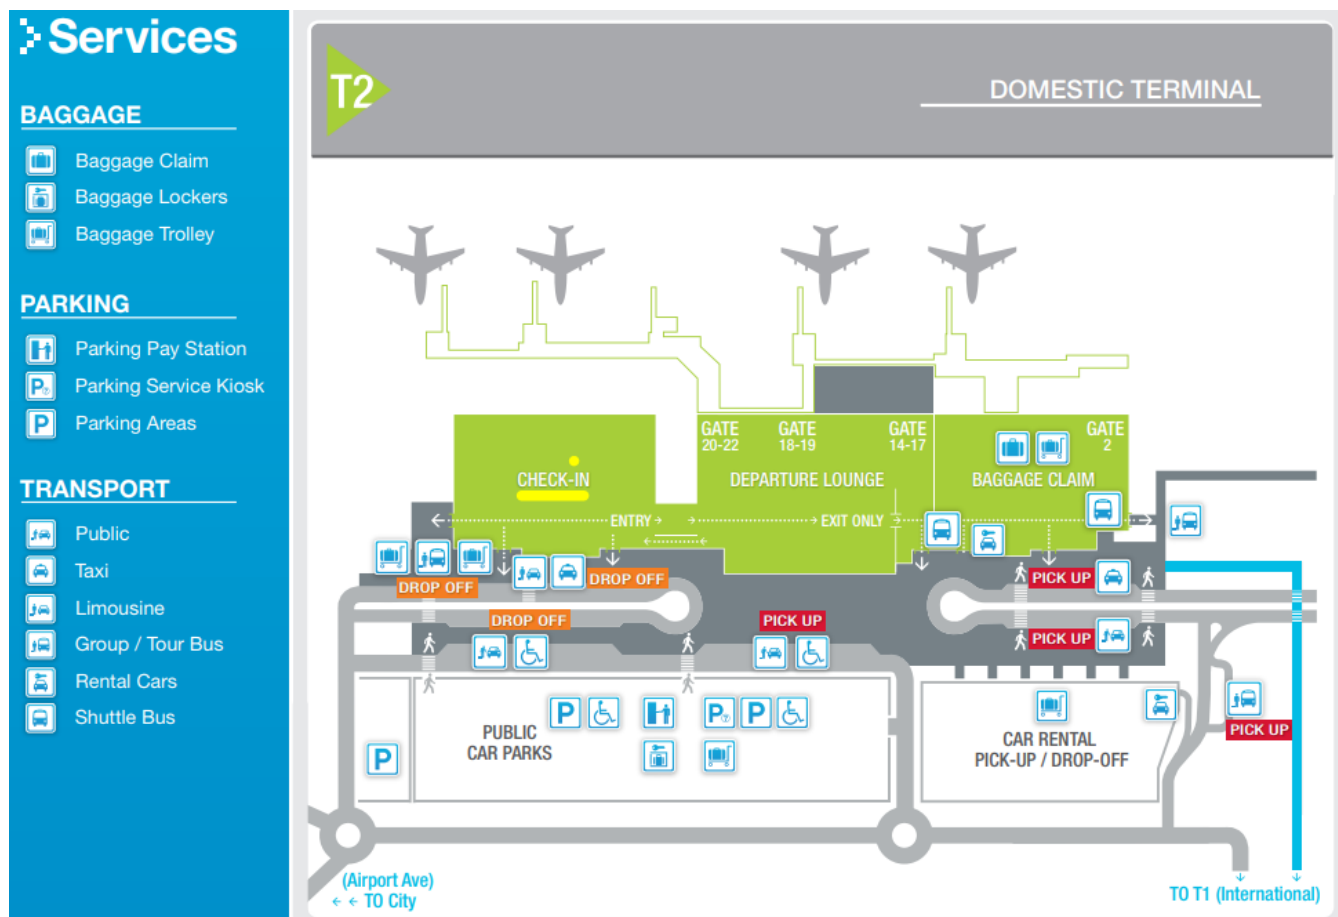 Services
BAGGAGE
Baggage Claim
Baggage Lockers
Baggage Trolley
PARKING
Parking Pay Station
Parking Service Kiosk
Parking Areas
TRANSPORT
Public
Taxi
Limousine
Group / Tour Bus
Rental Cars
Shuttle Bus
T2
DOMESTIC TERMINAL
GATE
20-22
GATE
18-19
GATE
14-17
GATE
2
CHECK-IN
DEPARTURE LOUNGE
BAGGAGE CLAIM
ENTRY
EXIT ONLY
DROP OFF
DROP OFF
PICK UP
DROP OFF
PICK UP
PICK UP
P
P
P
P
PUBLIC
CAR PARKS
CAR RENTAL
PICK-UP / DROP-OFF
PICK UP
P
P
(Airport Ave)
TO City
TO T1 (International)